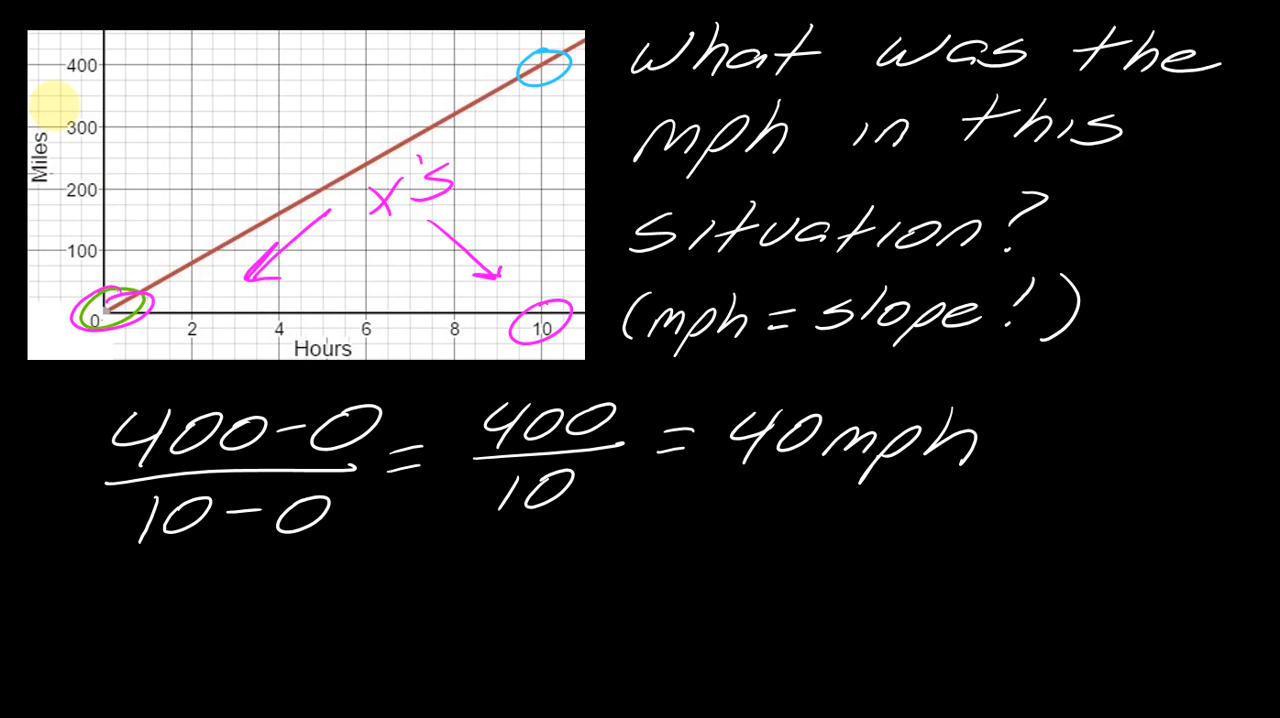 What was the
mph in this
situation?
(mph = slope!)
400
300
200
100
0
Miles
x's
2 4 6 8 10
Hours
400-0 = 400 = 40mph
10-0 10